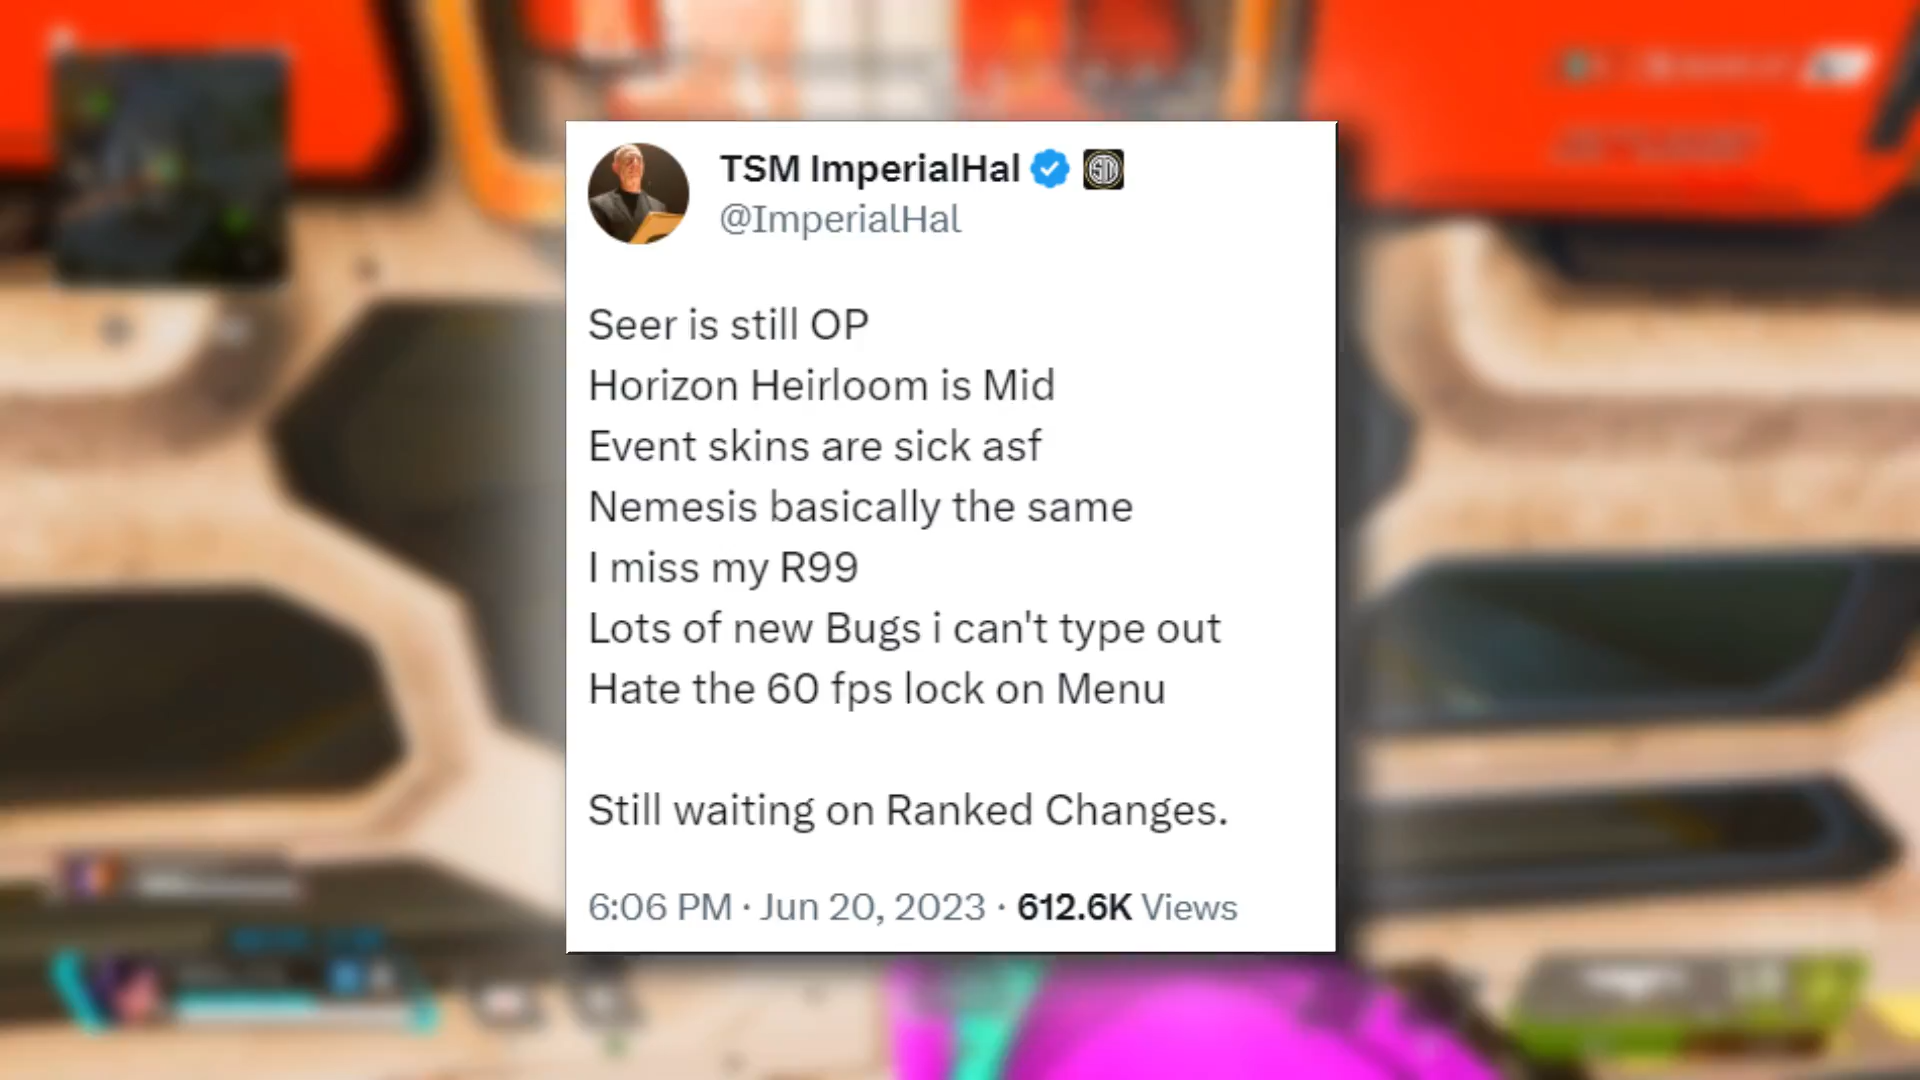 TSM ImperialHal
@ImperialHal
Seer is still OP
Horizon Heirloom is Mid
Event skins are sick asf
Nemesis basically the same
I miss my R99
Lots of new Bugs i can't type out
Hate the 60 fps lock on Menu
Still waiting on Ranked Changes.
6:06 PM · Jun 20, 2023 · 612.6K Views